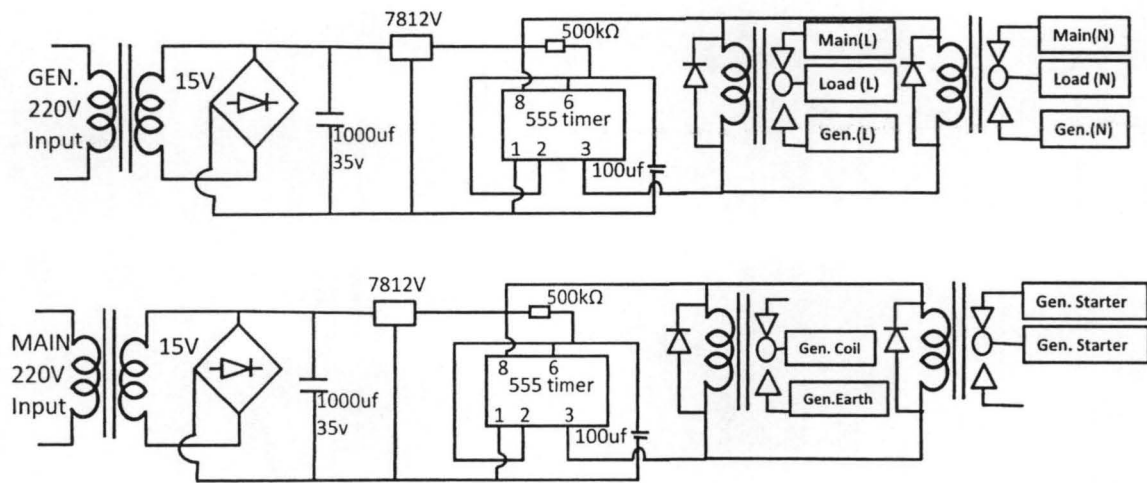 GEN.
220V
Input
15V
1000uf
35v
7812V
500kΩ
8 6
555 timer
1 2 3
100uf
Main(L)
Load (L)
Gen.(L)
Main(N)
Load (N)
Gen.(N)
MAIN
220V
Input
15V
1000uf
35v
7812V
500kΩ
8 6
555 timer
1 2 3
100uf
Gen. Coil
Gen.Earth
Gen. Starter
Gen. Starter